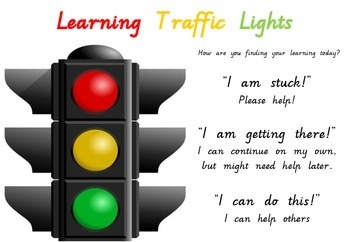 Learning Traffic Lights
How are you finding your learning today?
"I am stuck!"
Please help!
"I am getting there!"
I can continue on my own,
but might need help later.
"I can do this!"
I can help others